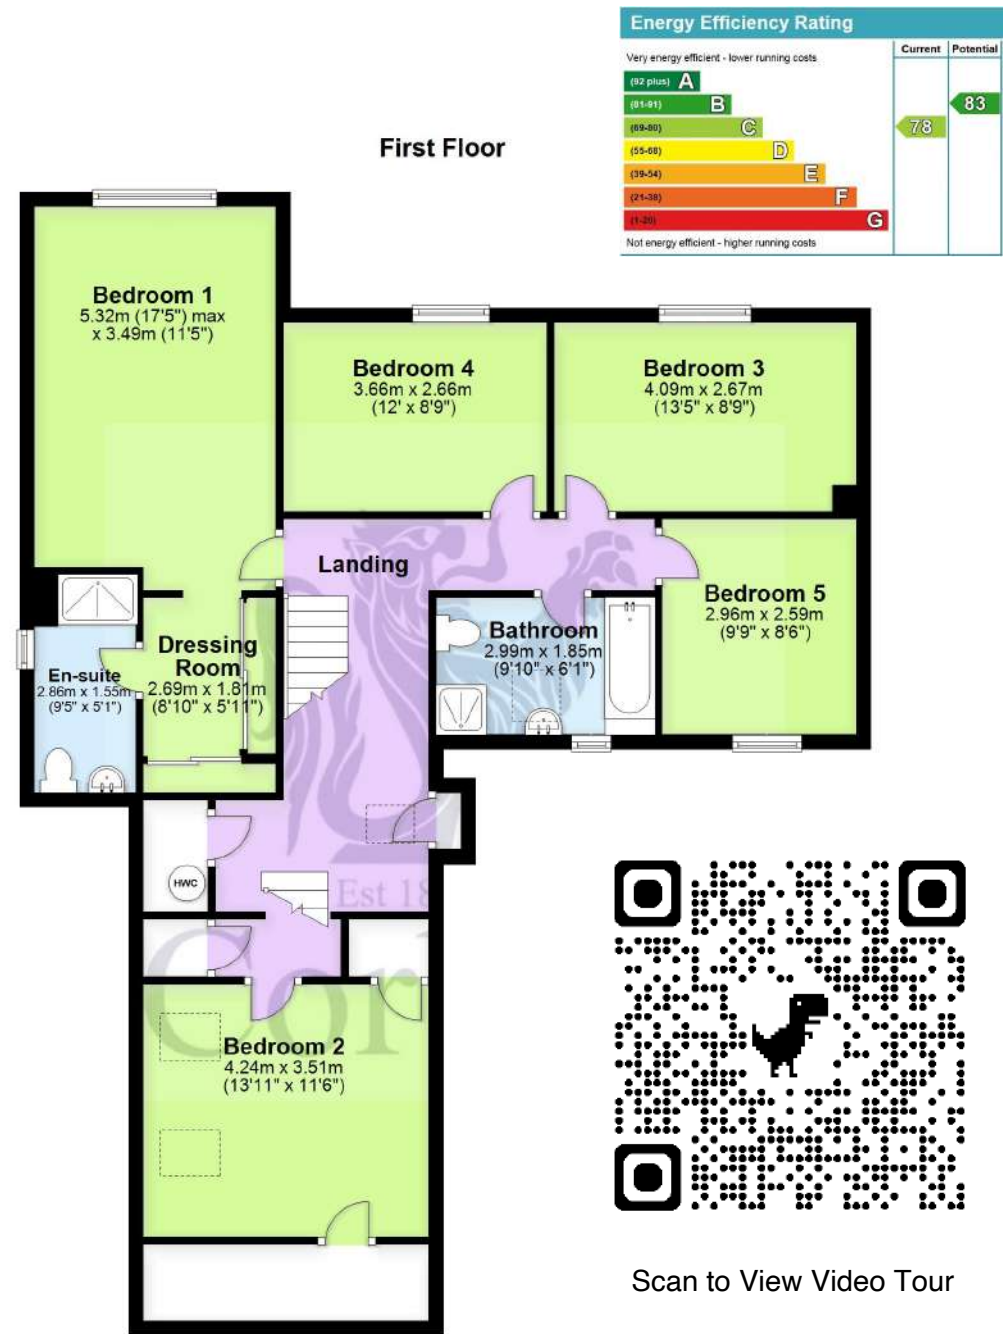 Energy Efficiency Rating
Current Potential
Very energy efficient - lower running costs
(92 plus) A
(81-91) B
83
(69-80) C
78
(55-68) D
(39-54) E
(21-38) F
(1-20) G
Not energy efficient - higher running costs
First Floor
Bedroom 1
5.32m (17'5") max
x 3.49m (11'5")
Bedroom 4
3.66m x 2.66m
(12' x 8'9")
Bedroom 3
4.09m x 2.67m
(13'5" x 8'9")
Landing
Bedroom 5
2.96m x 2.59m
(9'9" x 8'6")
Bathroom
2.99m x 1.85m
(9'10" x 6'1")
Dressing
Room
2.69m x 1.81m
(8'10" x 5'11")
En-suite
2.86m x 1.55m
(9'5" x 5'1")
HWC
Est 18
Cor
Bedroom 2
4.24m x 3.51m
(13'11" x 11'6")
Scan to View Video Tour